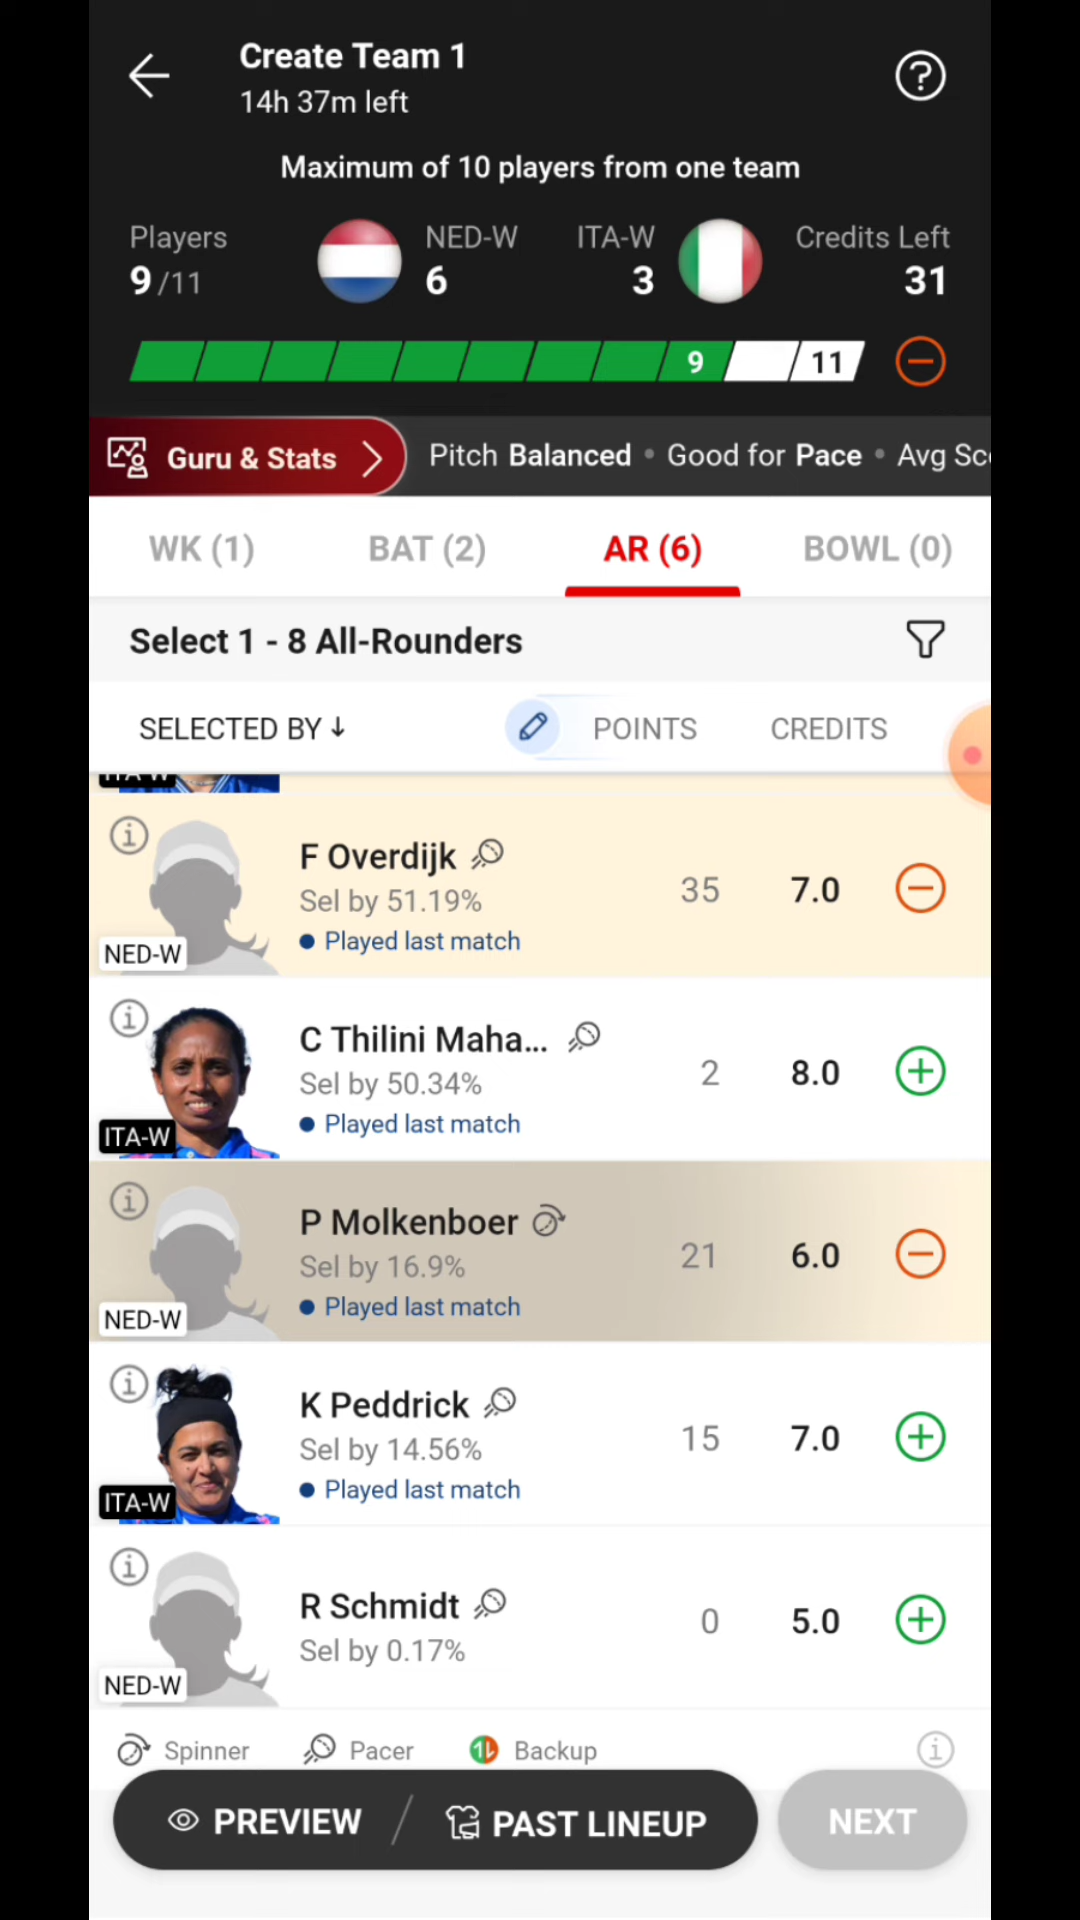 Create Team 1
14h 37m left
Maximum of 10 players from one team
Players
9/11
NED-W
6
ITA-W
3
Credits Left
31
9
11
Guru & Stats
Pitch Balanced • Good for Pace • Avg Sc
WK (1)
BAT (2)
AR (6)
BOWL (0)
Select 1 - 8 All-Rounders
SELECTED BY ↓
POINTS
CREDITS
ITA-W
F Overdijk
Sel by 51.19%
Played last match
NED-W
35
7.0
C Thilini Maha...
Sel by 50.34%
Played last match
ITA-W
2
8.0
P Molkenboer
Sel by 16.9%
Played last match
NED-W
21
6.0
K Peddrick
Sel by 14.56%
Played last match
ITA-W
15
7.0
R Schmidt
Sel by 0.17%
NED-W
0
5.0
Spinner
Pacer
Backup
PREVIEW
PAST LINEUP
NEXT